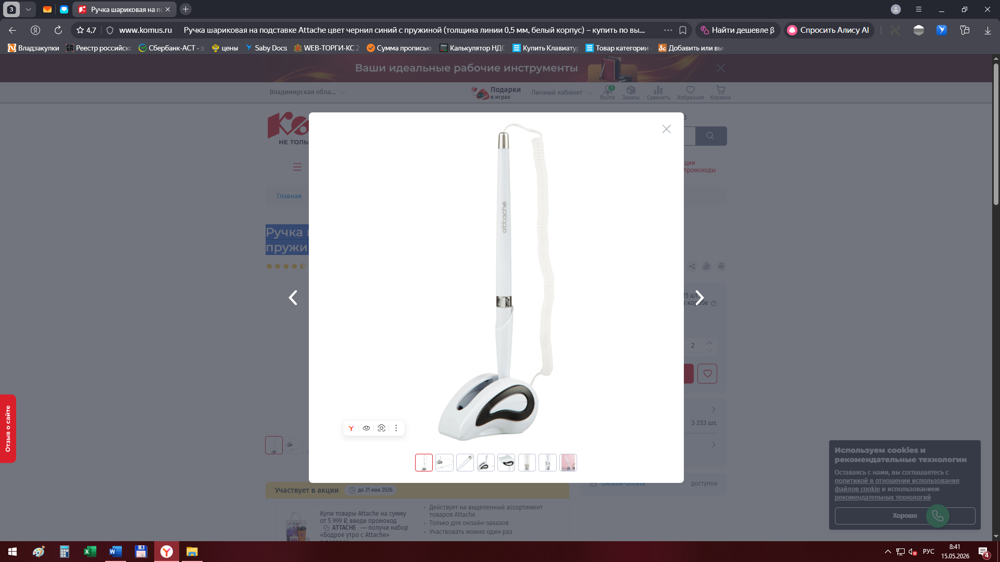 3
Ручка шариковая на п
4,7
www.komus.ru
Ручка шариковая на подставке Attache цвет чернил синий с пружиной (толщина линии 0,5 мм, белый корпус) – купить по вы...
Найти дешевле β
Спросить Алису AI
Владзакупки
Реестр российск
Сбербанк-АСТ - э
цены
Saby Docs
WEB-ТОРГИ-КС 2
Сумма прописью
Калькулятор НДС
Купить Клавиату
Товар категории
Добавить или вы
Ваши идеальные рабочие инструменты
Владимирская обла...
Подарки
в играх
Личный кабинет
Войти
Заказы
Сравнить
Избранное
Корзина
Ко
НЕ ТОЛЬ
3
ции
промокоды
Главная
Ручка
пружи
attache
25 шт.
в коробе
2
3 233 шт.
Отзыв о сайте
Онлайн-оплата
доступна
Участвует в акции
до 31 мая 2026
Купи товары Attache на сумму
от 5 999 ₽, введи промокод
ATTACHE — получи набор
«Бодрое утро с Attache»
Действует на выделенный ассортимент
товаров Attache
Только для онлайн-заказов
Участвовать можно один раз
Используем cookies и
рекомендательные технологии
Оставаясь с нами, вы соглашаетесь с
политикой в отношении использования
файлов cookie и использованием
рекомендательных технологий
Хорошо
РУС
8:41
15.05.2026
4